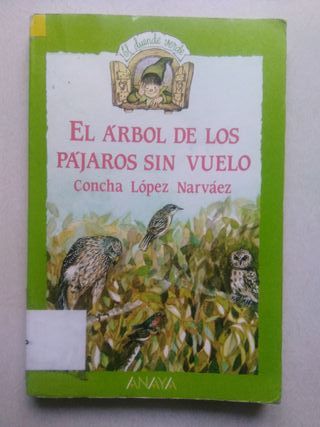 El duende verde
EL ÁRBOL DE LOS
PÁJAROS SIN VUELO
Concha López Narváez
ANAYA